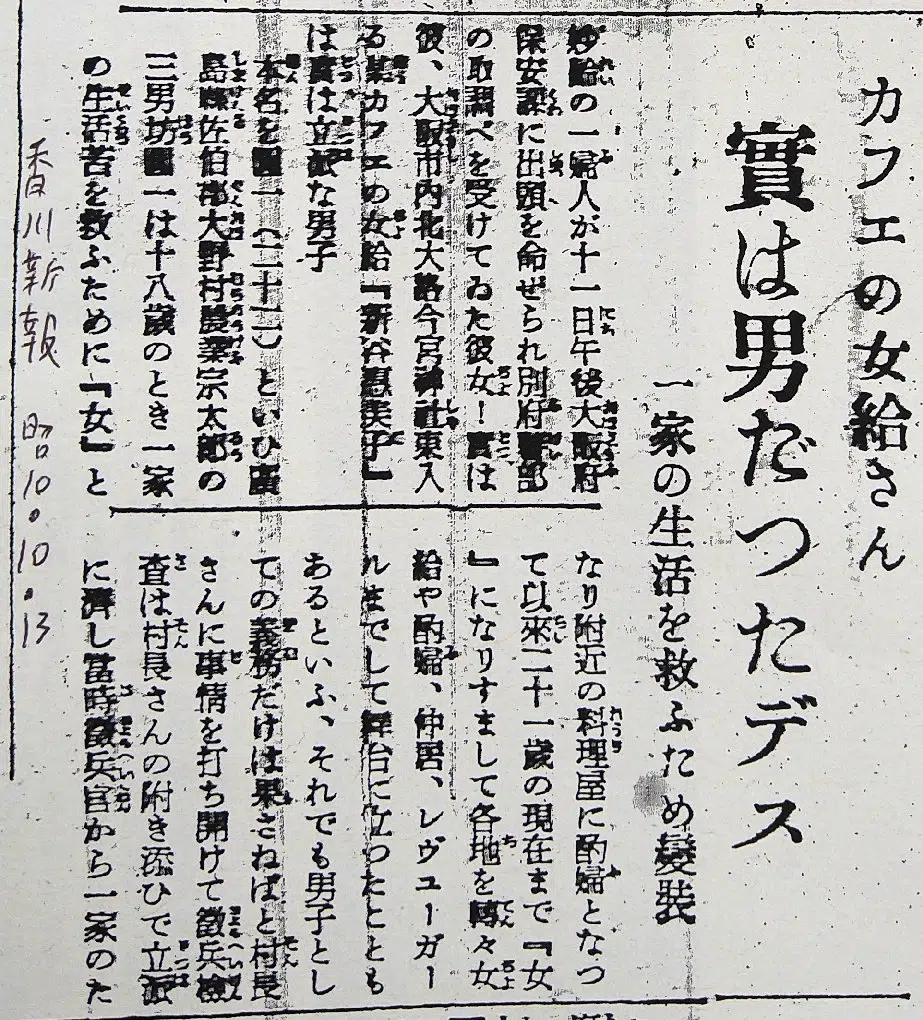 カフエの女給さん
實は男だつたデス
一家の生活を救ふため變裝
妙齢の一婦人が十一日午後大阪府
保安課に出頭を命ぜられ別府警部
の取調べを受けてゐた彼女！實は
彼、大阪市内北大路今宮神社東入
る某カフエの女給『新谷惠美子』
は實は立派な男子
本名を國一（二十一）といひ廣
島縣佐伯郡大野村農業宗太郎の
三男坊國一は十八歳のとき一家
の生活苦を救ふために『女』と
なり附近の料理屋に酌婦となつ
て以來二十一歳の現在まで『女
』になりすまして各地を轉々女
給や酌婦、仲居、レヴユーガー
ルまでして舞台に立つたことも
あるといふ、それでも男子とし
ての義務だけは果さねばと村長
さんに事情を打ち開けて徴兵檢
査は村長さんの附き添ひで立派
に濟し當時徴兵官から一家のた
香川新報 昭10.10.13